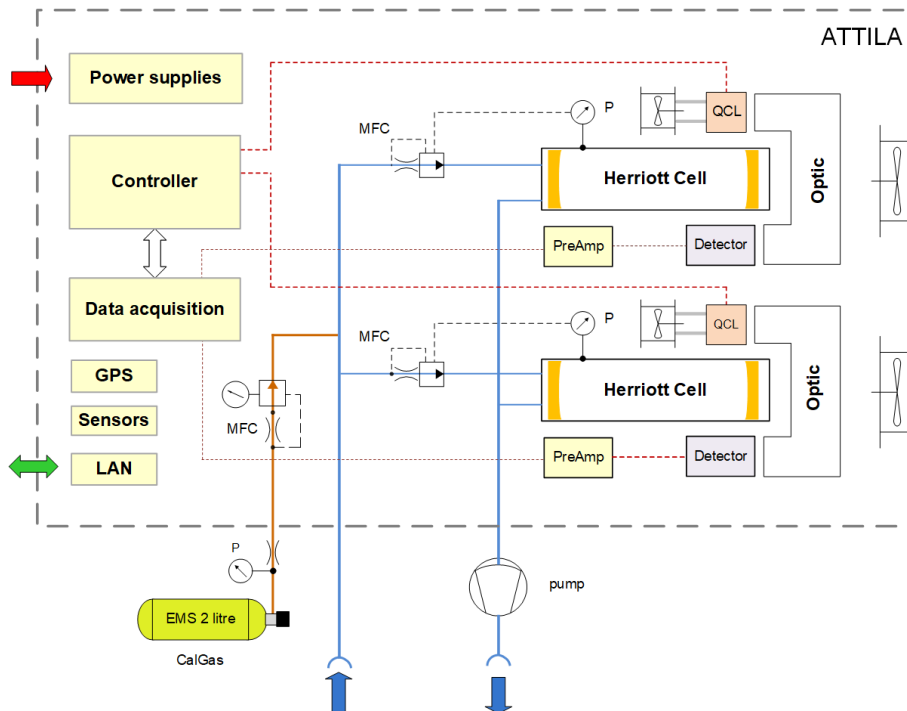 ATTILA
Power supplies
Controller
Data acquisition
GPS
Sensors
LAN
MFC
P
QCL
Herriott Cell
Optic
PreAmp
Detector
MFC
P
QCL
Herriott Cell
Optic
PreAmp
Detector
MFC
P
EMS 2 litre
CalGas
pump